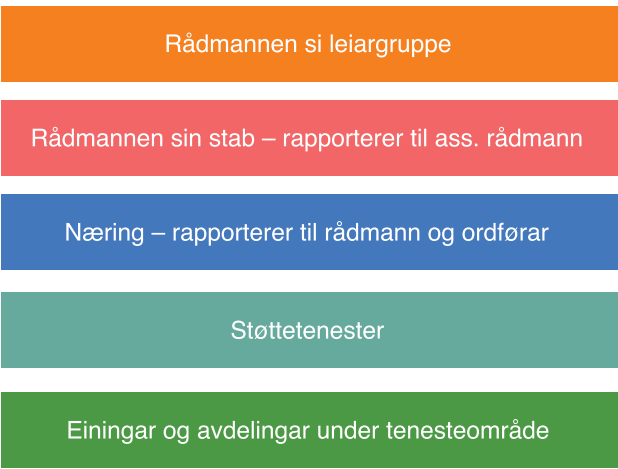 Rådmannen si leiargruppe
Rådmannen sin stab – rapporterer til ass. rådmann
Næring – rapporterer til rådmann og ordførar
Støttetenester
Einingar og avdelingar under tenesteområde